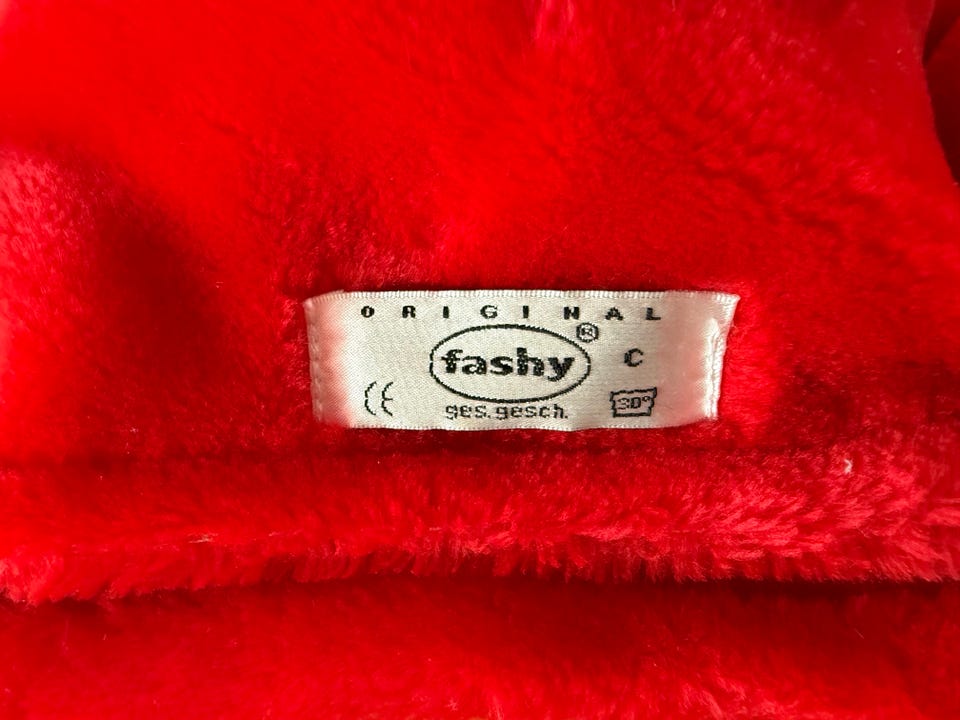 ORIGINAL
fashy®
C
CE
ges.gesch.
30°